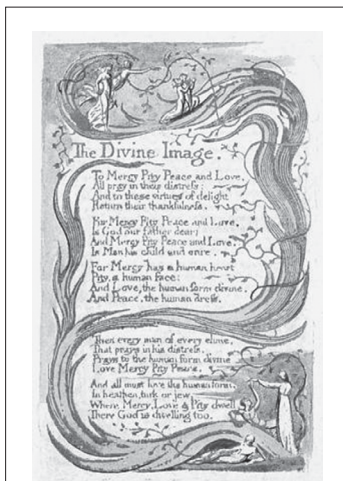 The Divine Image.
To Mercy Pity Peace and Love,
All pray in their distress:
And to these virtues of delight
Return their thankfulness.
For Mercy Pity Peace and Love,
Is God our father dear:
And Mercy Pity Peace and Love,
Is Man his child and care.
For Mercy has a human heart
Pity, a human face:
And Love, the human form divine,
And Peace, the human dress.
Then every man of every clime,
That prays in his distress,
Prays to the human form divine
Love Mercy Pity Peace.
And all must love the human form,
In heathen, turk or jew.
Where Mercy, Love & Pity dwell,
There God is dwelling too.